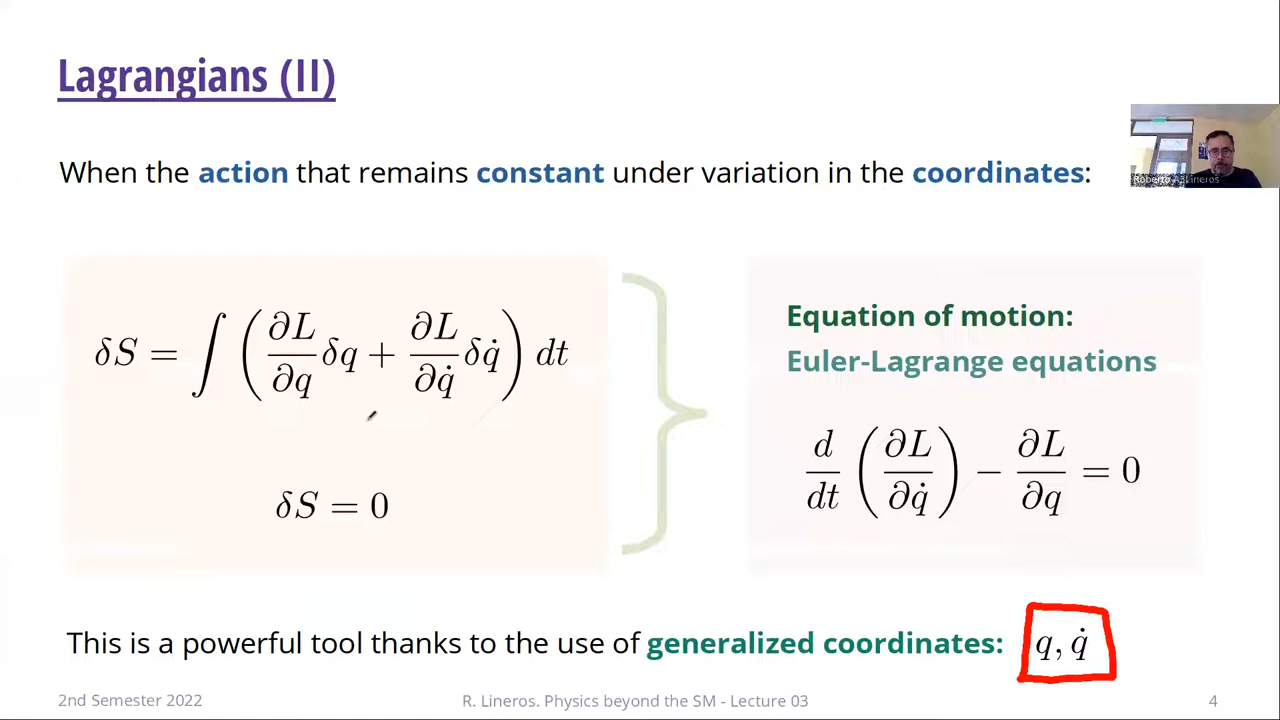 Lagrangians (II)
When the action that remains constant under variation in the coordinates:
Roberto A. Lineros
δS = ∫ (∂L/∂q δq + ∂L/∂q̇ δq̇) dt
δS = 0
Equation of motion:
Euler-Lagrange equations
d/dt (∂L/∂q̇) − ∂L/∂q = 0
This is a powerful tool thanks to the use of generalized coordinates: q, q̇
2nd Semester 2022
R. Lineros. Physics beyond the SM - Lecture 03
4